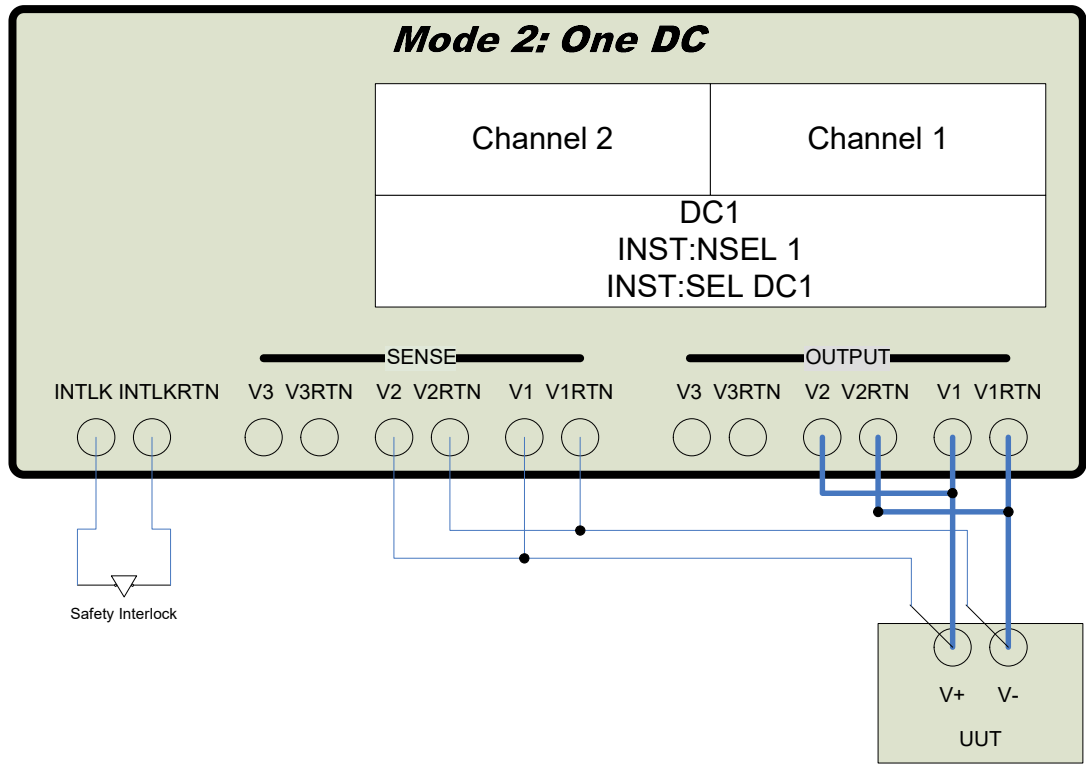 Mode 2: One DC
Channel 2 Channel 1
DC1
INST:NSEL 1
INST:SEL DC1
SENSE OUTPUT
INTLK INTLKRTN V3 V3RTN V2 V2RTN V1 V1RTN V3 V3RTN V2 V2RTN V1 V1RTN
Safety Interlock
V+ V-
UUT